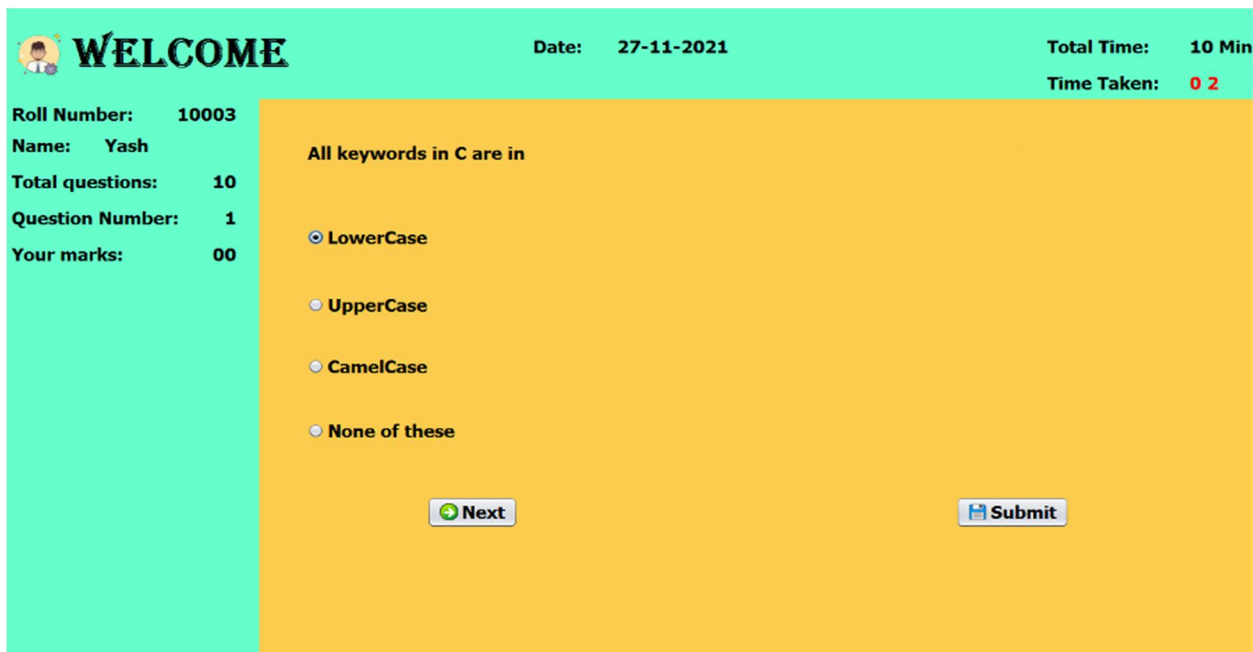 WELCOME
Date: 27-11-2021
Total Time: 10 Min
Time Taken: 0 2
Roll Number: 10003
Name: Yash
Total questions: 10
Question Number: 1
Your marks: 00
All keywords in C are in
LowerCase
UpperCase
CamelCase
None of these
Next
Submit